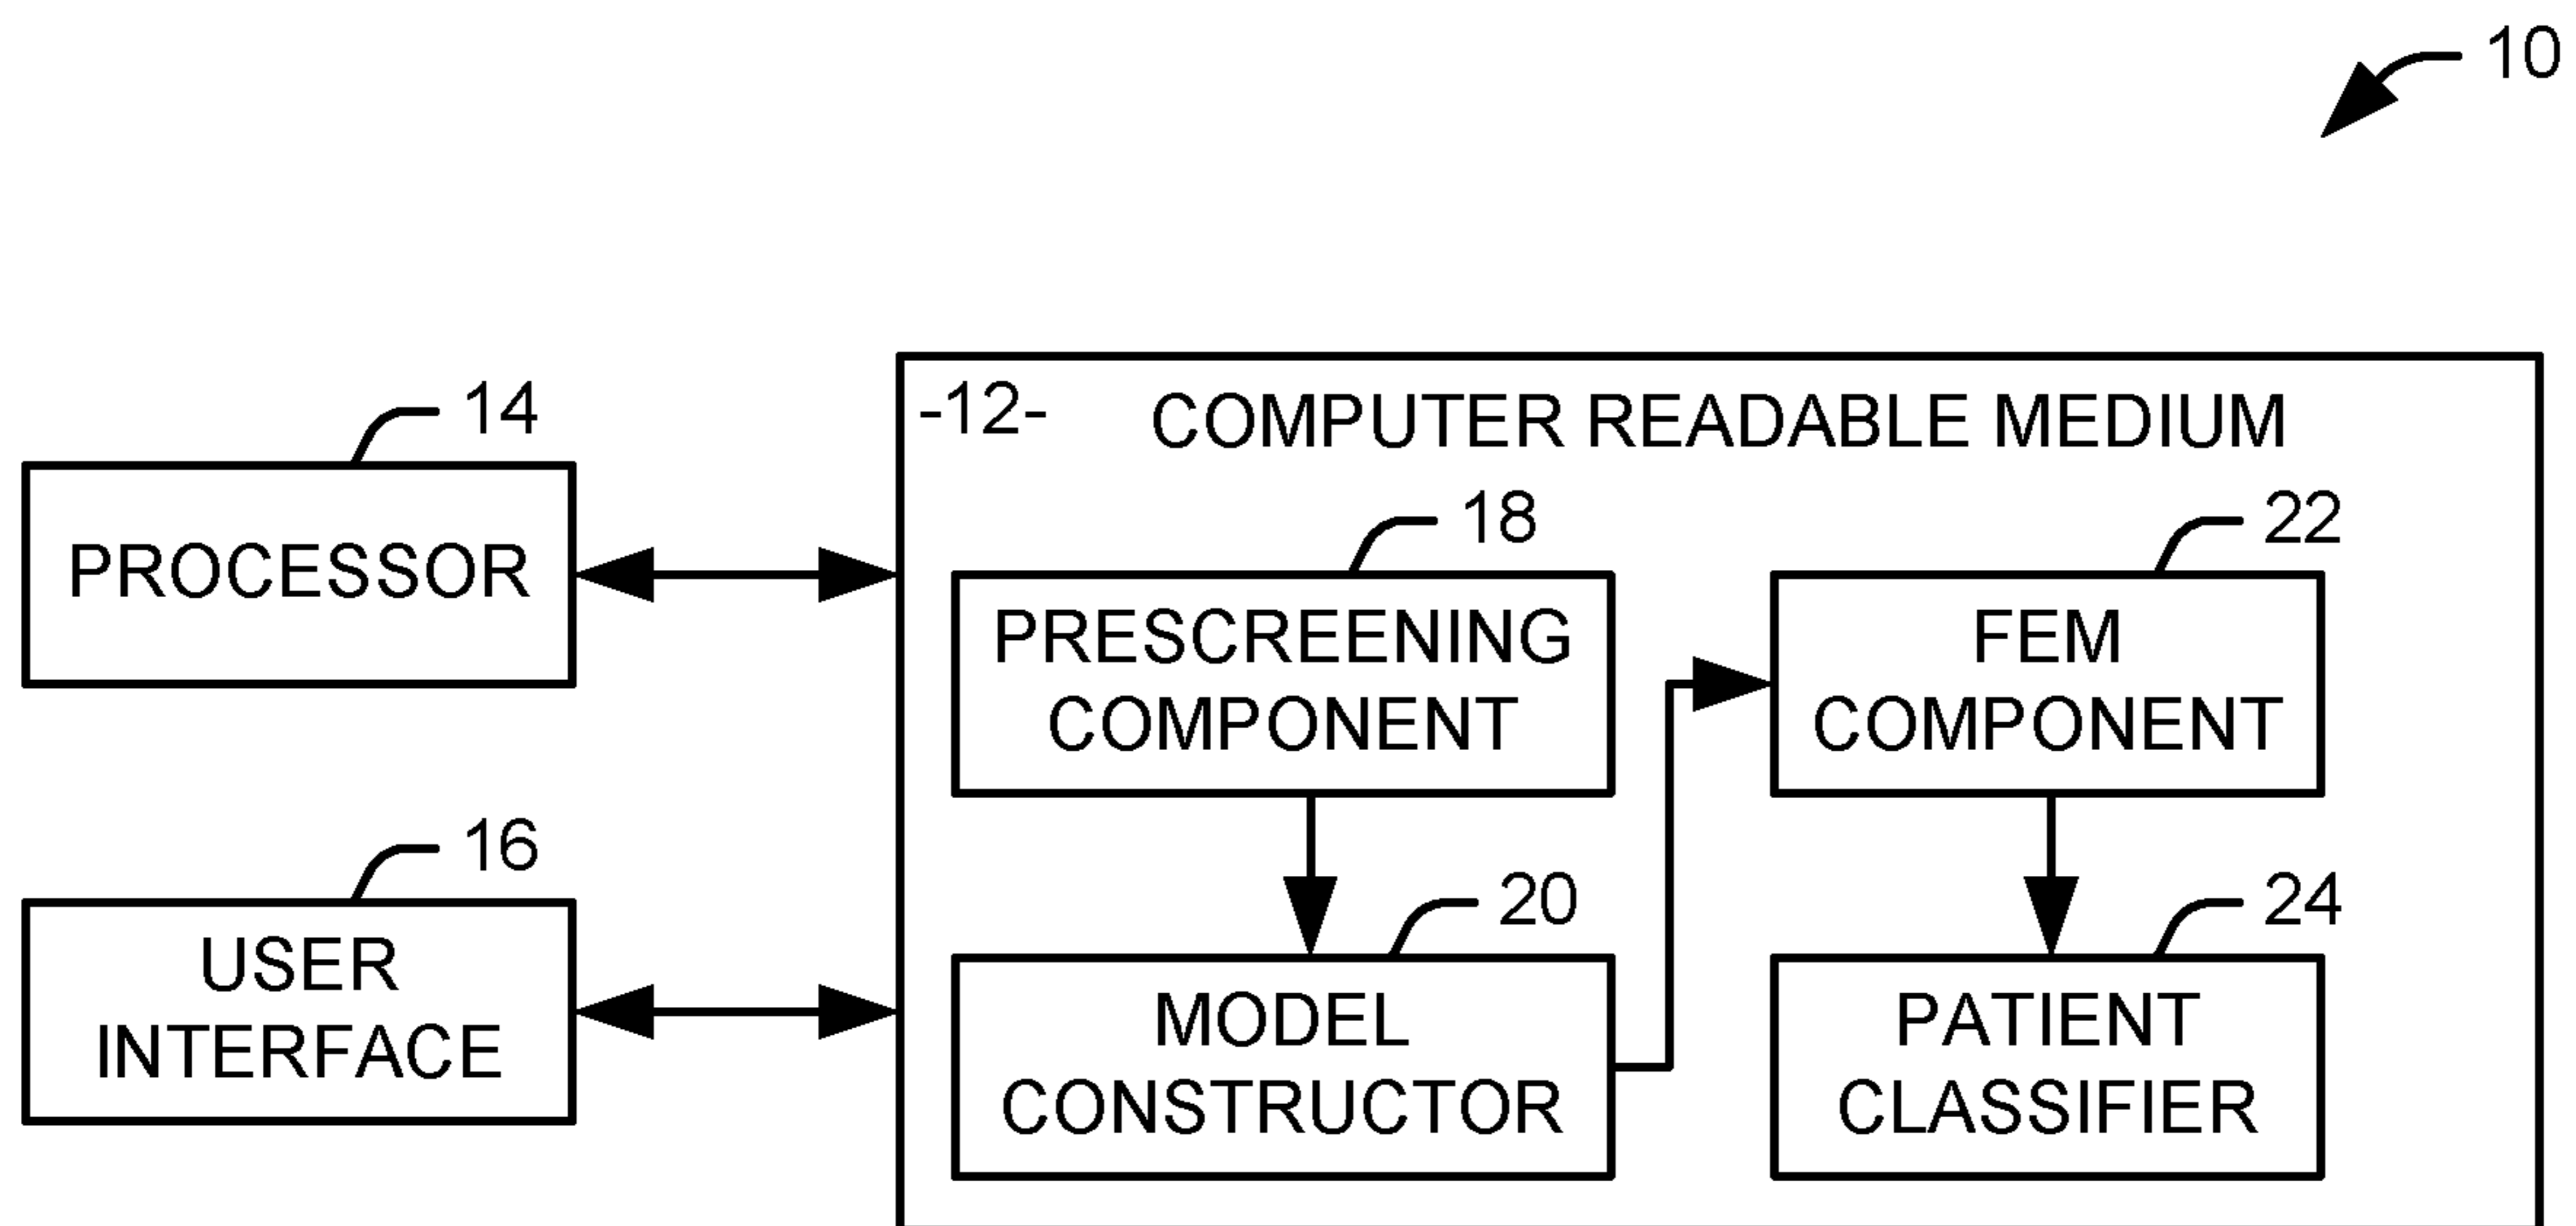 10
-12-
COMPUTER READABLE MEDIUM
14
PROCESSOR
16
USER
INTERFACE
18
PRESCREENING
COMPONENT
20
MODEL
CONSTRUCTOR
22
FEM
COMPONENT
24
PATIENT
CLASSIFIER